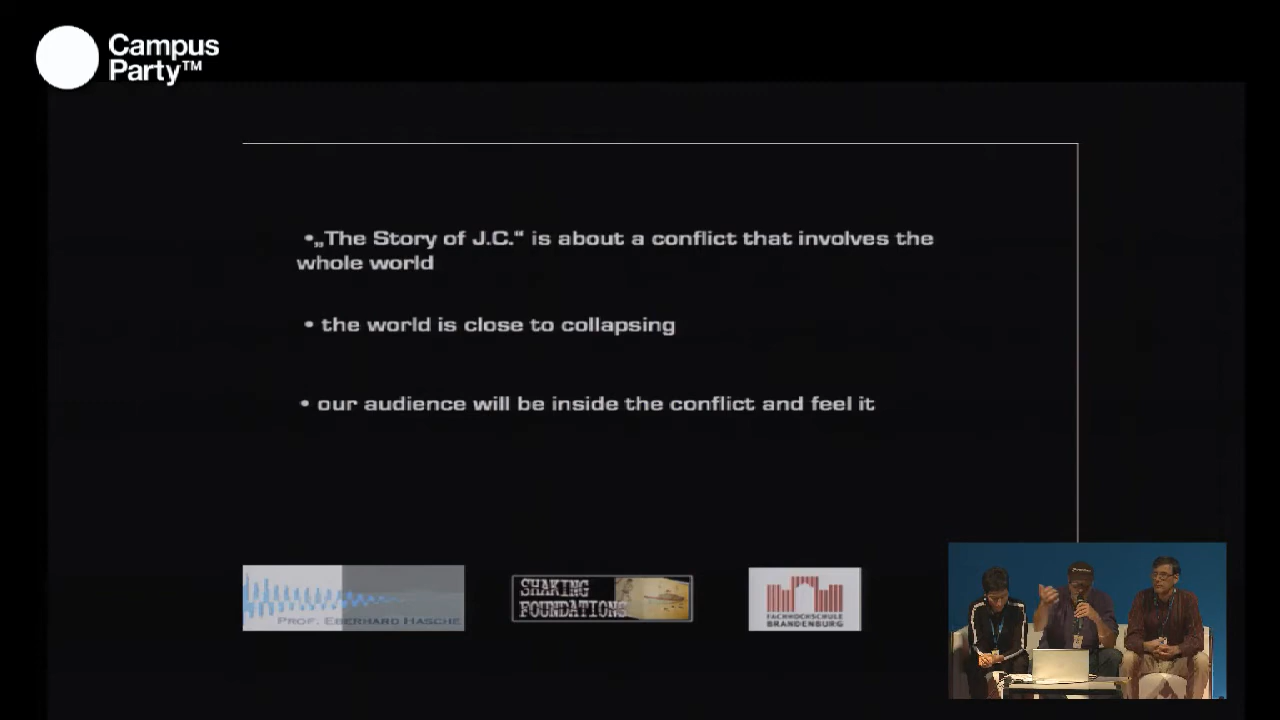 Campus
Party™
•„The Story of J.C.“ is about a conflict that involves the
whole world
• the world is close to collapsing
• our audience will be inside the conflict and feel it
PROF. EBERHARD HASCHE
SHAKING
FOUNDATIONS
FACHHOCHSCHULE
BRANDENBURG